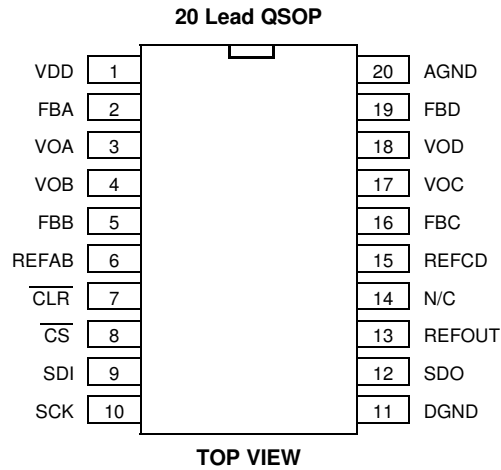 20 Lead QSOP
VDD 1 20 AGND
FBA 2 19 FBD
VOA 3 18 VOD
VOB 4 17 VOC
FBB 5 16 FBC
REFAB 6 15 REFCD
C̅L̅R̅ 7 14 N/C
C̅S̅ 8 13 REFOUT
SDI 9 12 SDO
SCK 10 11 DGND
TOP VIEW